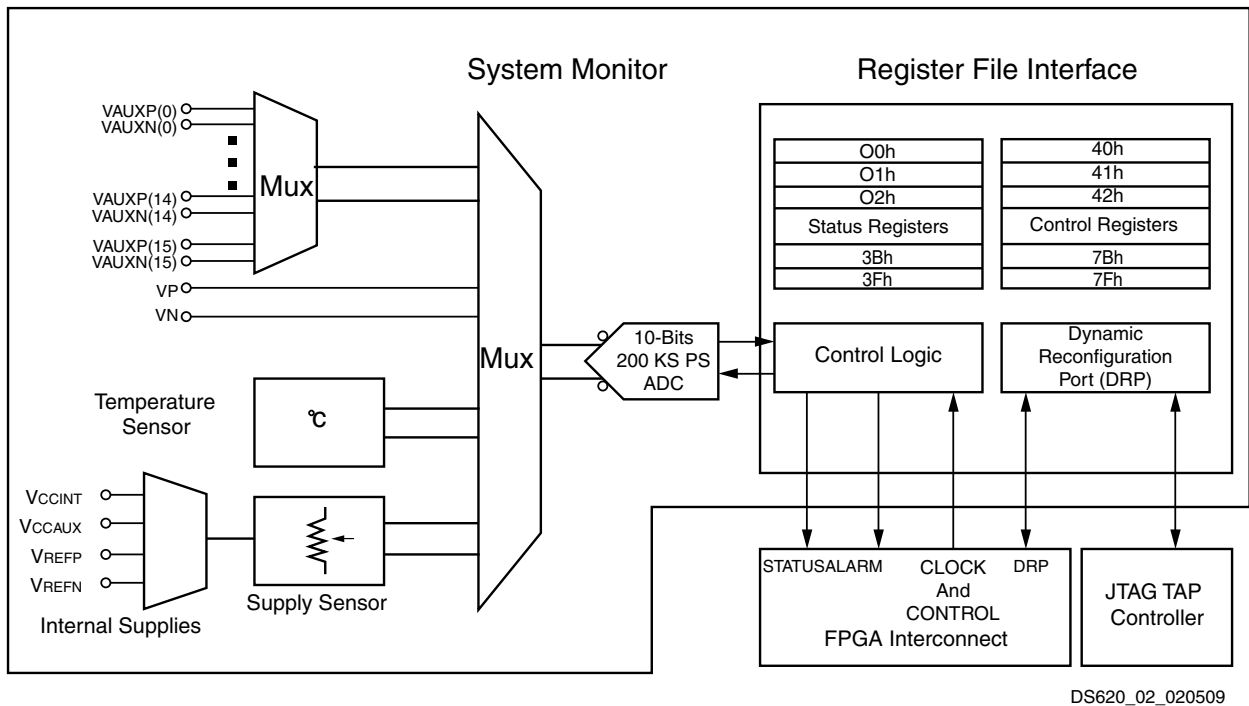 System Monitor
Register File Interface
VAUXP(0)
VAUXN(0)
VAUXP(14)
VAUXN(14)
VAUXP(15)
VAUXN(15)
Mux
VP
VN
Mux
Temperature
Sensor
°C
VCCINT
VCCAUX
VREFP
VREFN
Internal Supplies
Supply Sensor
10-Bits
200 KS PS
ADC
O0h
O1h
O2h
Status Registers
3Bh
3Fh
40h
41h
42h
Control Registers
7Bh
7Fh
Control Logic
Dynamic
Reconfiguration
Port (DRP)
STATUSALARM
CLOCK
And
CONTROL
DRP
FPGA Interconnect
JTAG TAP
Controller
DS620_02_020509